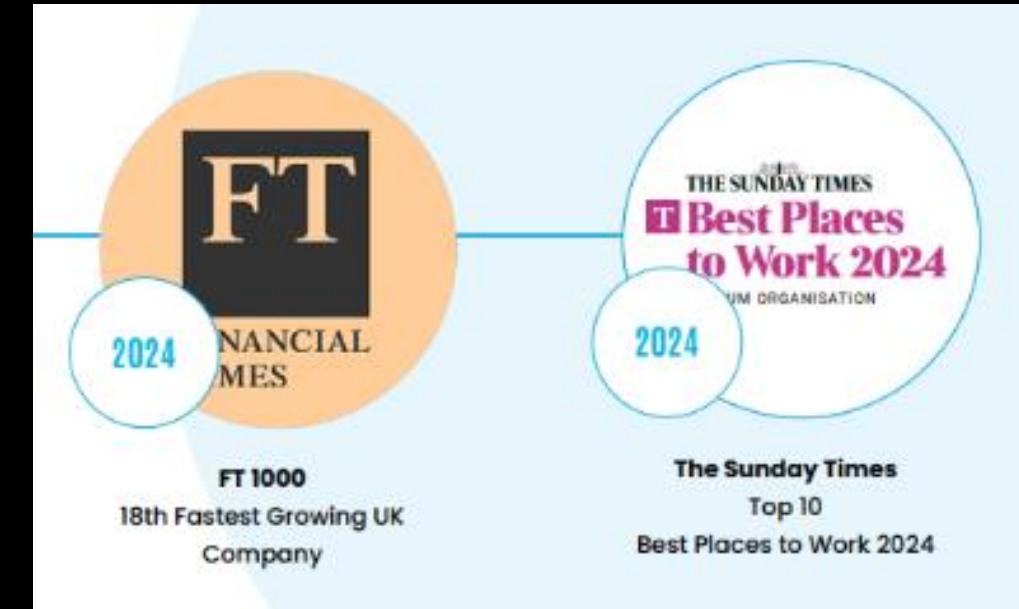 FT
NANCIAL
MES
2024
FT 1000
18th Fastest Growing UK
Company
THE SUNDAY TIMES
T Best Places
to Work 2024
UM ORGANISATION
2024
The Sunday Times
Top 10
Best Places to Work 2024